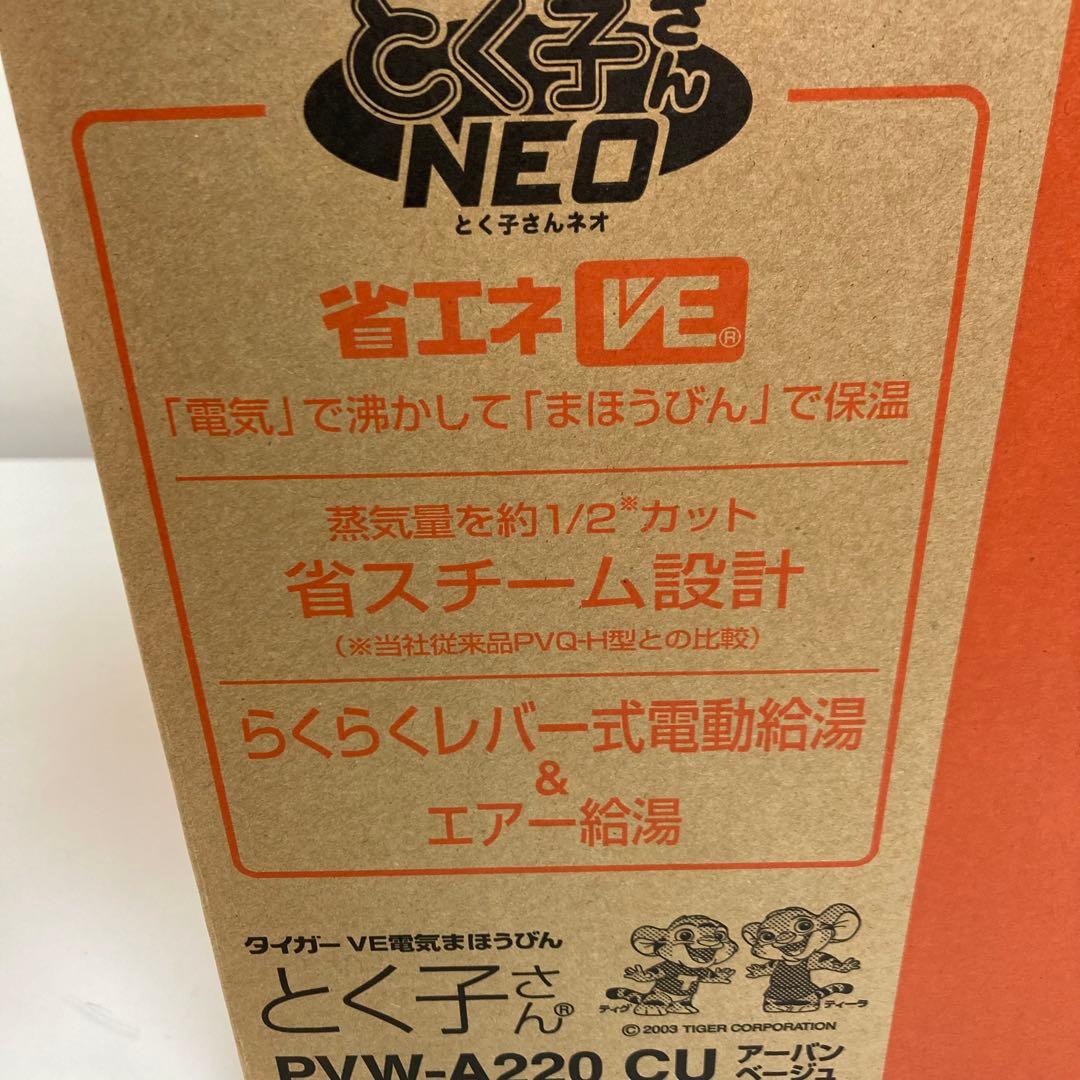 とく子さん
NEO
とく子さんネオ
省エネVE®
「電気」で沸かして「まほうびん」で保温
蒸気量を約1/2※カット
省スチーム設計
(※当社従来品PVQ-H型との比較)
らくらくレバー式電動給湯
&
エアー給湯
タイガー VE電気まほうびん
とく子さん®
ティグ ティーラ
© 2003 TIGER CORPORATION
PVW-A220 CU アーバン
ベージュ